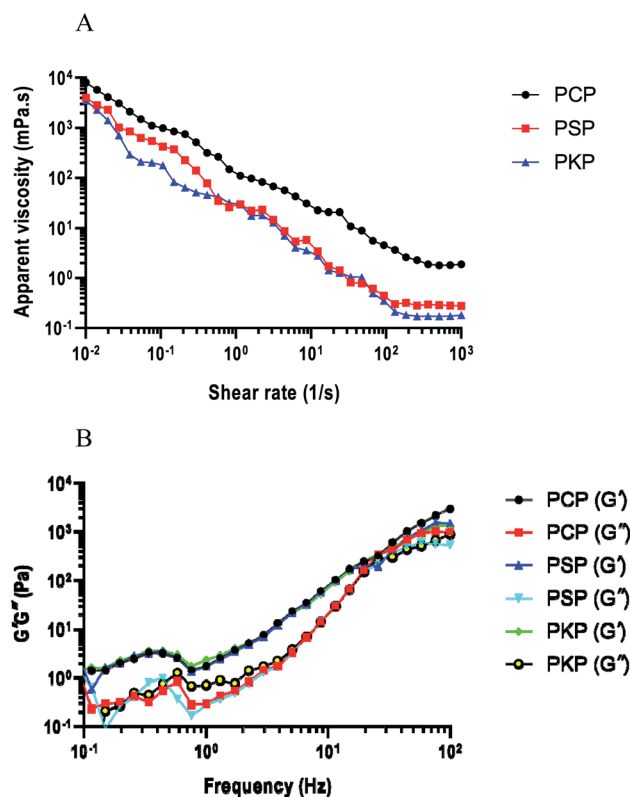 A
Apparent viscosity (mPa.s)
10⁴
10³
10²
10¹
10⁰
10⁻¹
10⁻² 10⁻¹ 10⁰ 10¹ 10² 10³
Shear rate (1/s)
PCP
PSP
PKP
B
G'G'' (Pa)
10⁴
10³
10²
10¹
10⁰
10⁻¹
10⁻¹ 10⁰ 10¹ 10²
Frequency (Hz)
PCP (G')
PCP (G'')
PSP (G')
PSP (G'')
PKP (G')
PKP (G'')